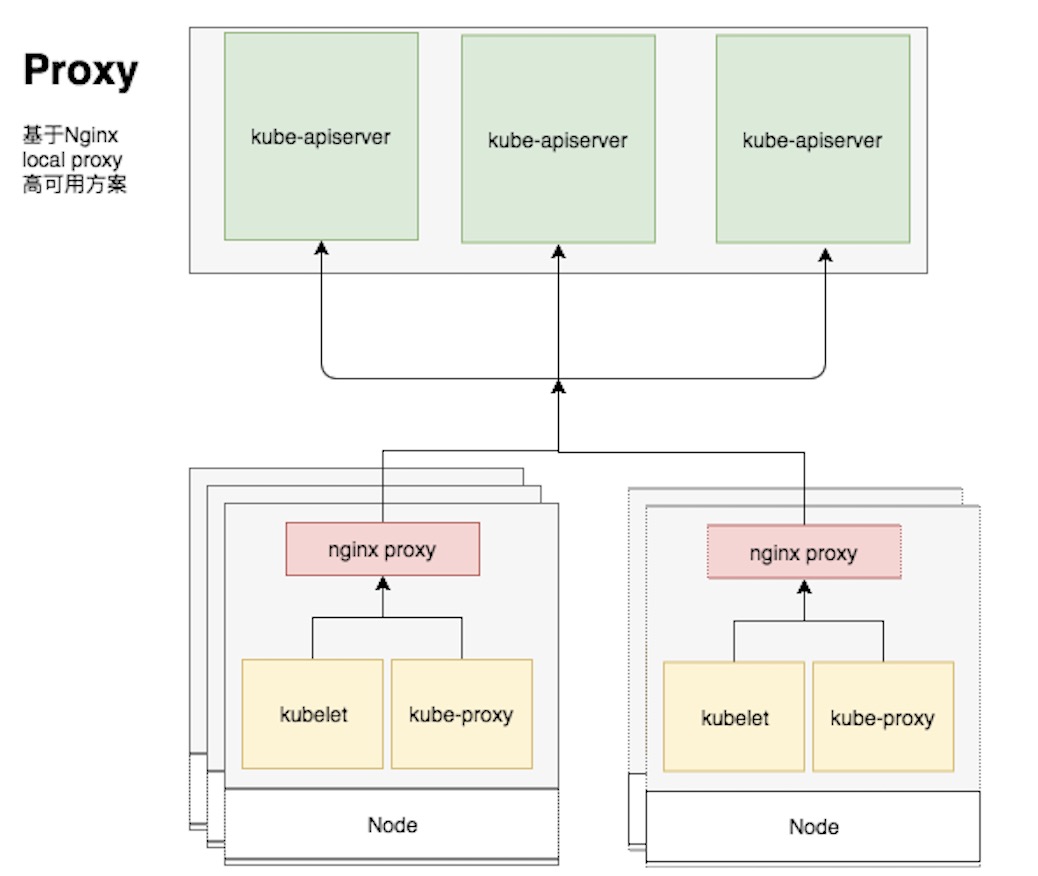 Proxy
基于Nginx
local proxy
高可用方案
kube-apiserver
kube-apiserver
kube-apiserver
nginx proxy
kubelet
kube-proxy
Node
nginx proxy
kubelet
kube-proxy
Node